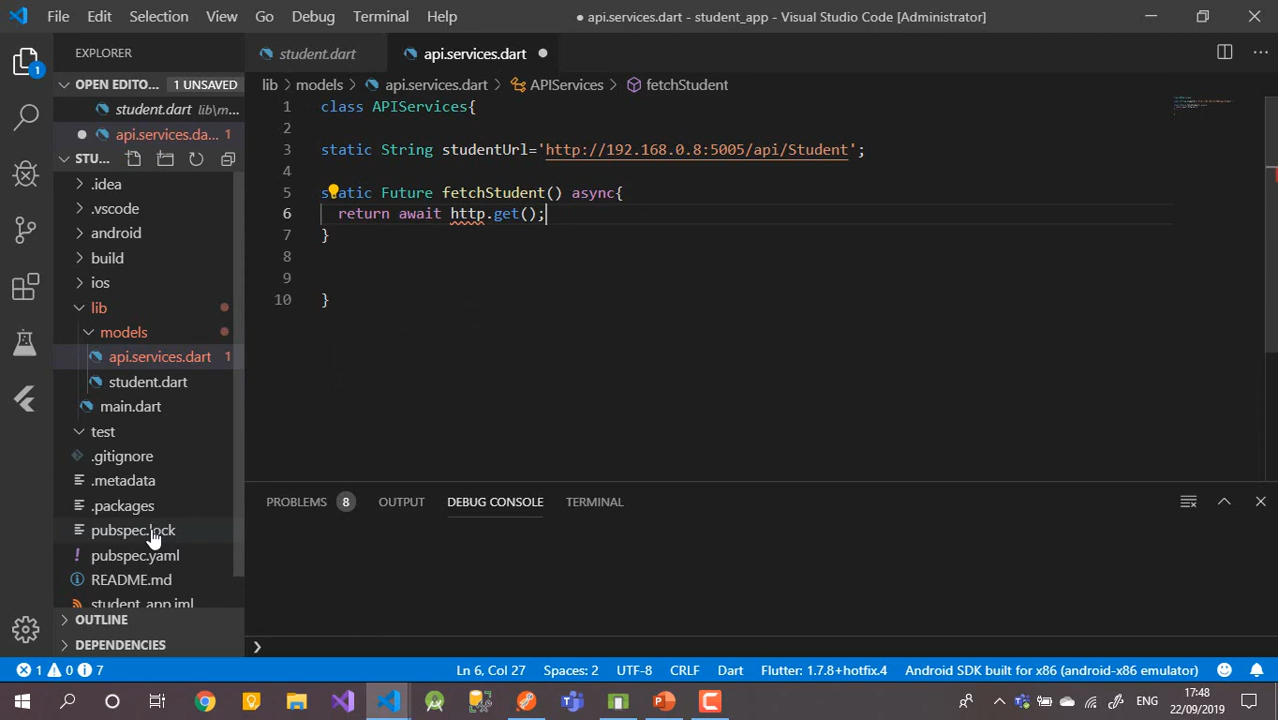 File Edit Selection View Go Debug Terminal Help
● api.services.dart - student_app - Visual Studio Code [Administrator]
EXPLORER
student.dart
api.services.dart ●
1
OPEN EDITO... 1 UNSAVED
lib › models › api.services.dart › APIServices › fetchStudent
student.dart lib\m...
● api.services.da... 1
STU...
.idea
.vscode
android
build
ios
lib
models
api.services.dart 1
student.dart
main.dart
test
.gitignore
.metadata
.packages
pubspec.lock
pubspec.yaml
README.md
student_app.iml
OUTLINE
DEPENDENCIES
1 class APIServices{
2
3 static String studentUrl='http://192.168.0.8:5005/api/Student';
4
5 static Future fetchStudent() async{
6 return await http.get();
7 }
8
9
10 }
PROBLEMS 8 OUTPUT DEBUG CONSOLE TERMINAL
1 0 7
Ln 6, Col 27 Spaces: 2 UTF-8 CRLF Dart Flutter: 1.7.8+hotfix.4 Android SDK built for x86 (android-x86 emulator)
ENG
17:48
22/09/2019